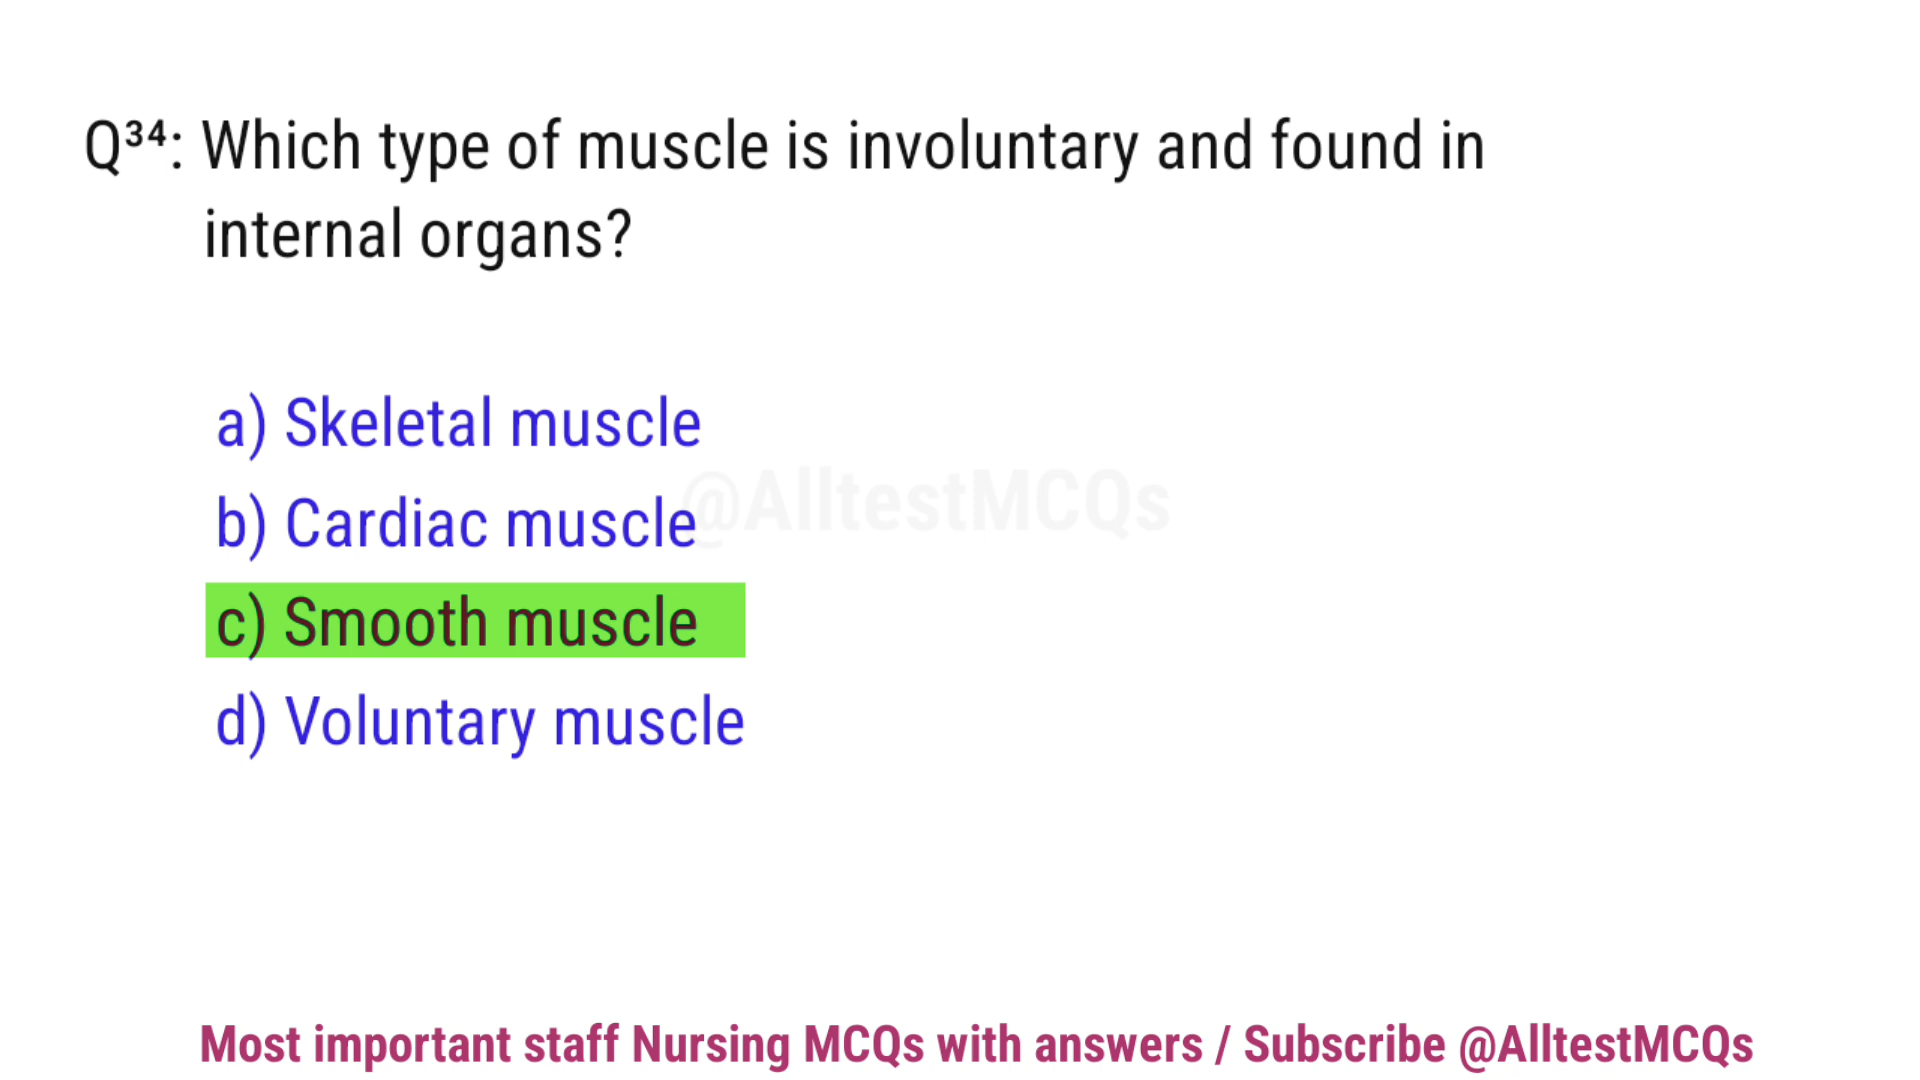 Q³⁴: Which type of muscle is involuntary and found in
internal organs?
a) Skeletal muscle
@AlltestMCQs
b) Cardiac muscle
c) Smooth muscle
d) Voluntary muscle
Most important staff Nursing MCQs with answers / Subscribe @AlltestMCQs